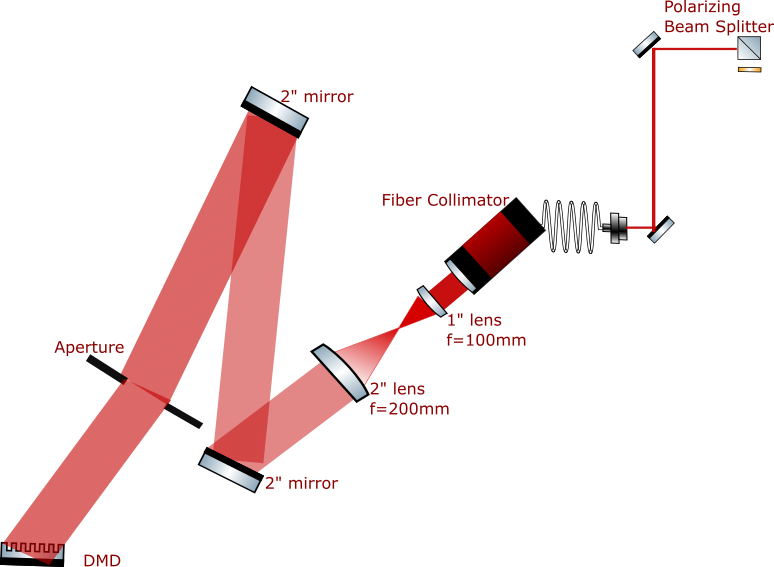 Polarizing
Beam Splitter
2" mirror
Fiber Collimator
1" lens
f=100mm
Aperture
2" lens
f=200mm
2" mirror
DMD